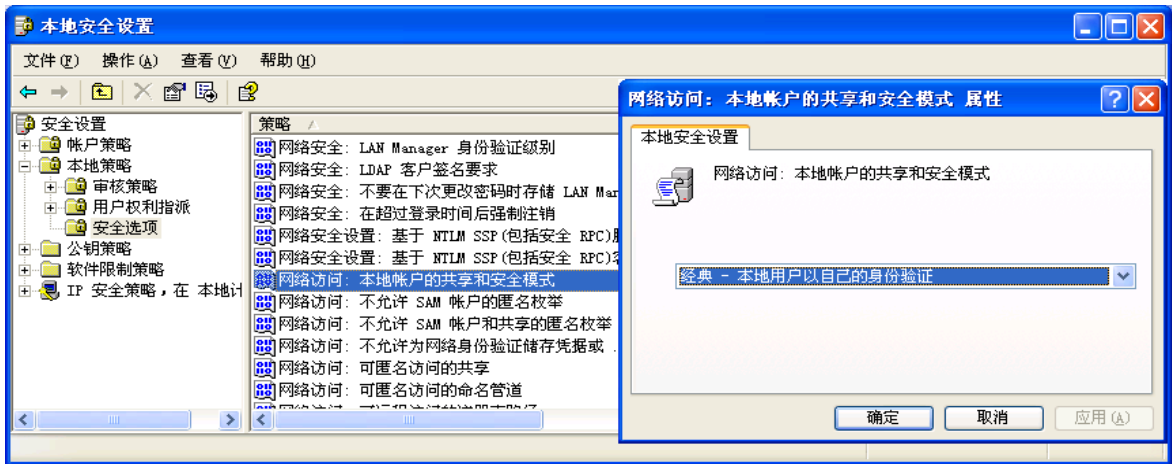 本地安全设置
文件(F) 操作(A) 查看(V) 帮助(H)
安全设置
帐户策略
本地策略
审核策略
用户权利指派
安全选项
公钥策略
软件限制策略
IP 安全策略，在 本地计
策略
网络安全: LAN Manager 身份验证级别
网络安全: LDAP 客户签名要求
网络安全: 不要在下次更改密码时存储 LAN Mar
网络安全: 在超过登录时间后强制注销
网络安全设置: 基于 NTLM SSP(包括安全 RPC)
网络安全设置: 基于 NTLM SSP(包括安全 RPC)
网络访问: 本地帐户的共享和安全模式
网络访问: 不允许 SAM 帐户的匿名枚举
网络访问: 不允许 SAM 帐户和共享的匿名枚举
网络访问: 不允许为网络身份验证储存凭据或 .
网络访问: 可匿名访问的共享
网络访问: 可匿名访问的命名管道
网络访问: 本地帐户的共享和安全模式 属性
本地安全设置
网络访问: 本地帐户的共享和安全模式
经典 - 本地用户以自己的身份验证
确定 取消 应用(A)